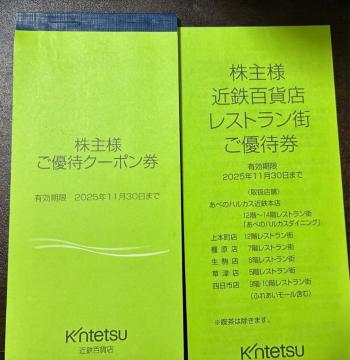 株主様
ご優待クーポン券
有効期限 2025年11月30日まで
Kintetsu
近鉄百貨店
株主様
近鉄百貨店
レストラン街
ご優待券
有効期限
2025年11月30日まで
〈取扱店舗〉
あべのハルカス近鉄本店
12階~14階レストラン街
「あべのハルカスダイニング」
上本町店 12階レストラン街
橿原店 7階レストラン街
生駒店 6階レストラン街
草津店 5階レストラン街
四日市店 9階・10階レストラン街
(ふれあいモール含む)
※喫茶は除きます。
Kintetsu
近鉄百貨店